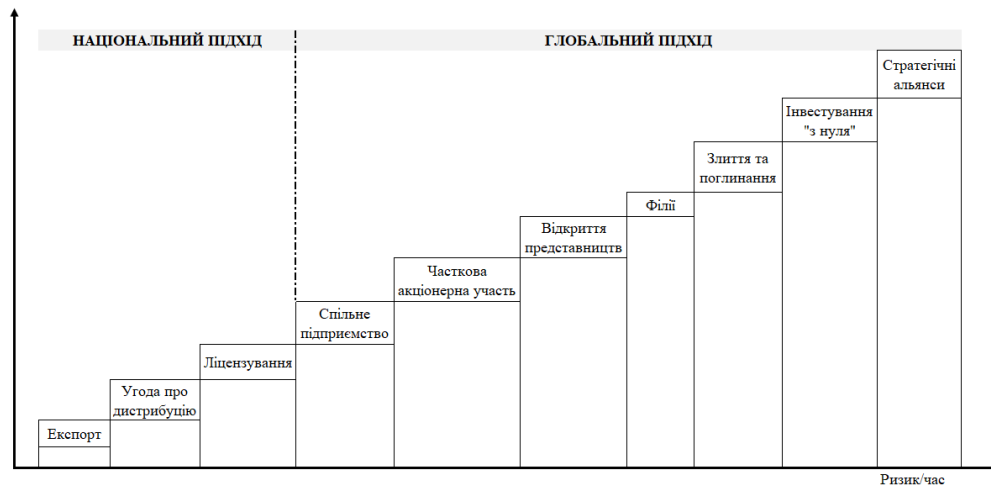 НАЦІОНАЛЬНИЙ ПІДХІД
ГЛОБАЛЬНИЙ ПІДХІД
Стратегічні
альянси
Інвестування
"з нуля"
Злиття та
поглинання
Філії
Відкриття
представництв
Часткова
акціонерна участь
Спільне
підприємство
Ліцензування
Угода про
дистрибуцію
Експорт
Ризик/час